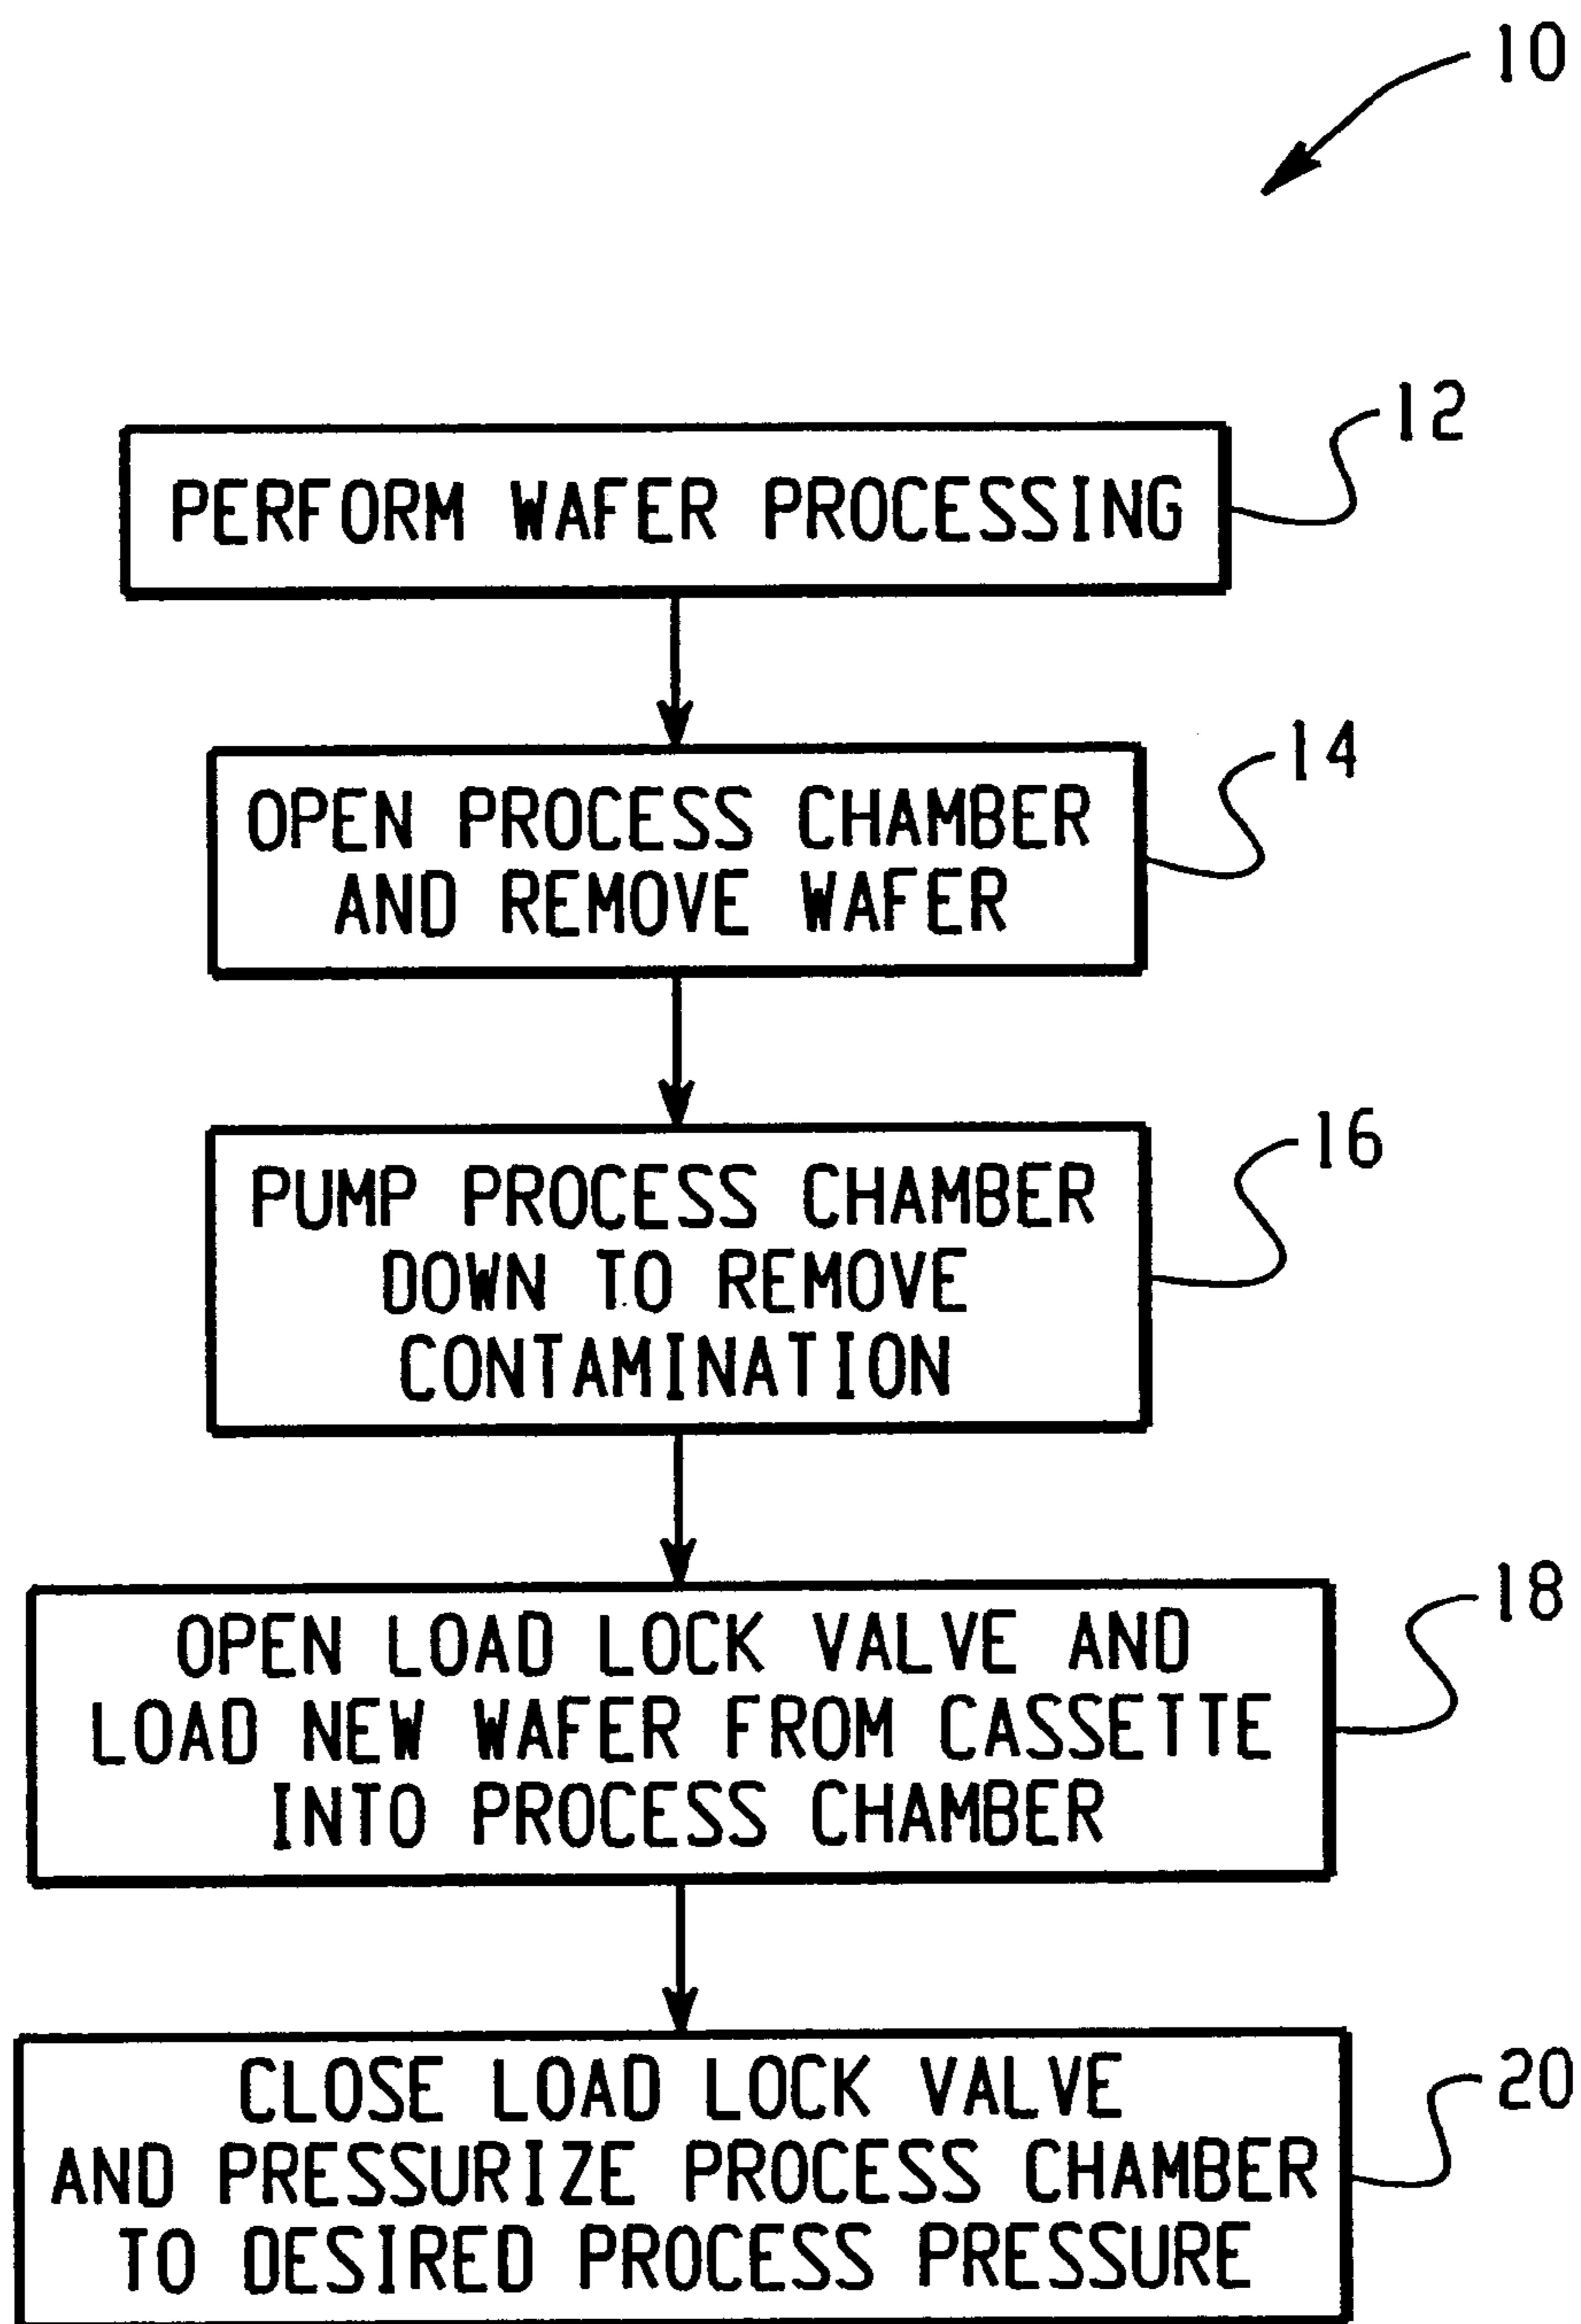 10
PERFORM WAFER PROCESSING
12
OPEN PROCESS CHAMBER
AND REMOVE WAFER
14
PUMP PROCESS CHAMBER
DOWN TO REMOVE
CONTAMINATION
16
OPEN LOAD LOCK VALVE AND
LOAD NEW WAFER FROM CASSETTE
INTO PROCESS CHAMBER
18
CLOSE LOAD LOCK VALVE
AND PRESSURIZE PROCESS CHAMBER
TO DESIRED PROCESS PRESSURE
20